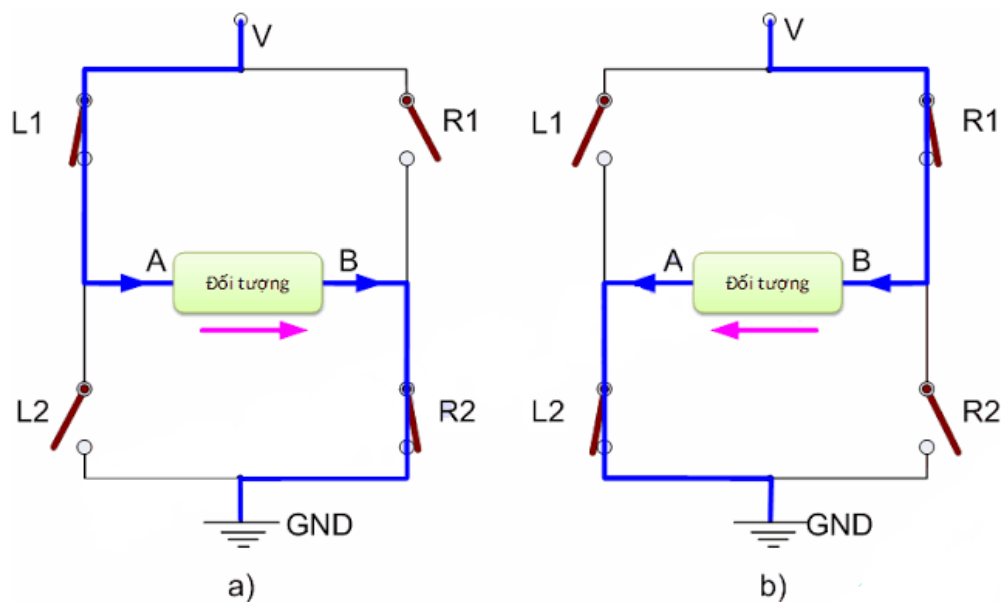 V
L1
R1
A
Đối tượng
B
L2
R2
GND
a)
V
L1
R1
A
Đối tượng
B
L2
R2
GND
b)